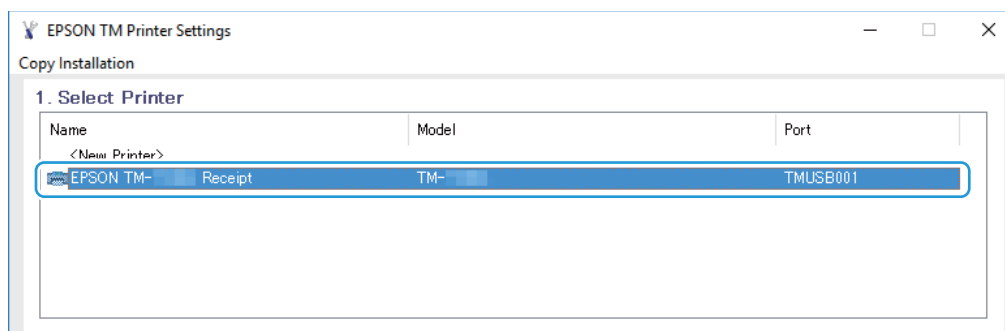 EPSON TM Printer Settings
Copy Installation
1. Select Printer
Name Model Port
<New Printer>
EPSON TM- Receipt TM- TMUSB001